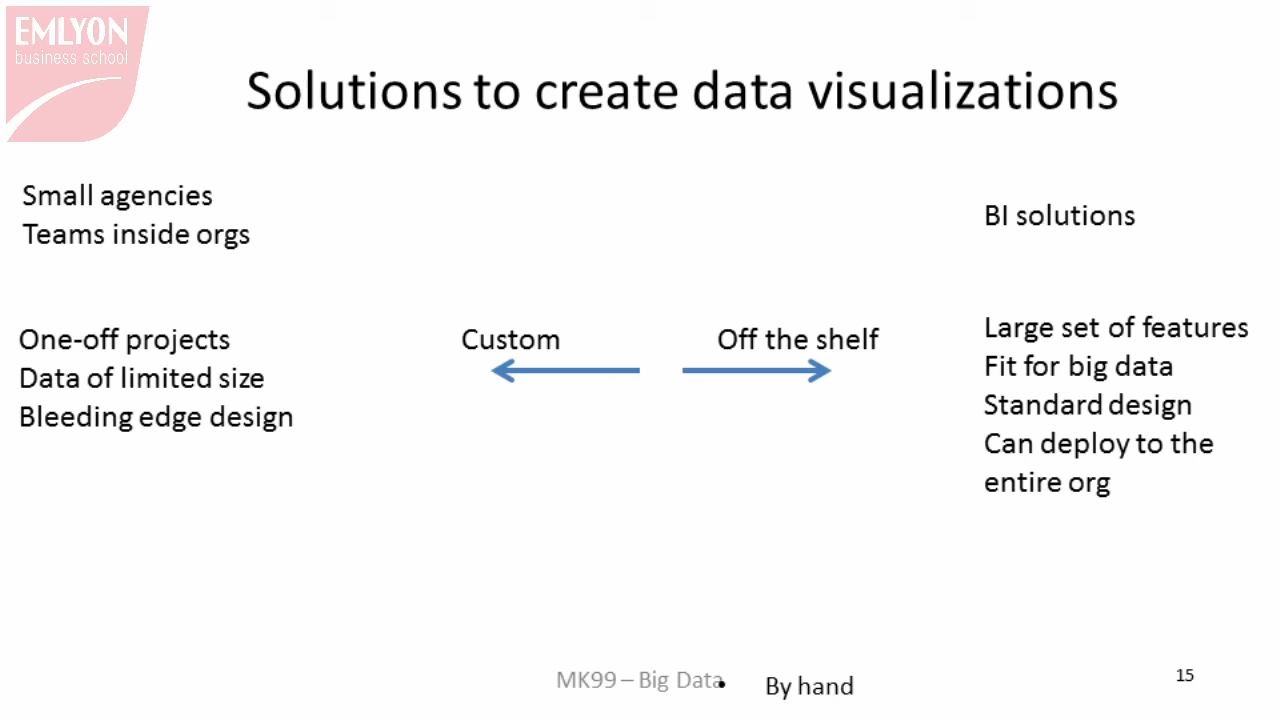 EMLYON
business school
Solutions to create data visualizations
Small agencies
Teams inside orgs
BI solutions
One-off projects
Data of limited size
Bleeding edge design
Custom
Off the shelf
Large set of features
Fit for big data
Standard design
Can deploy to the
entire org
MK99 – Big Data
• By hand
15